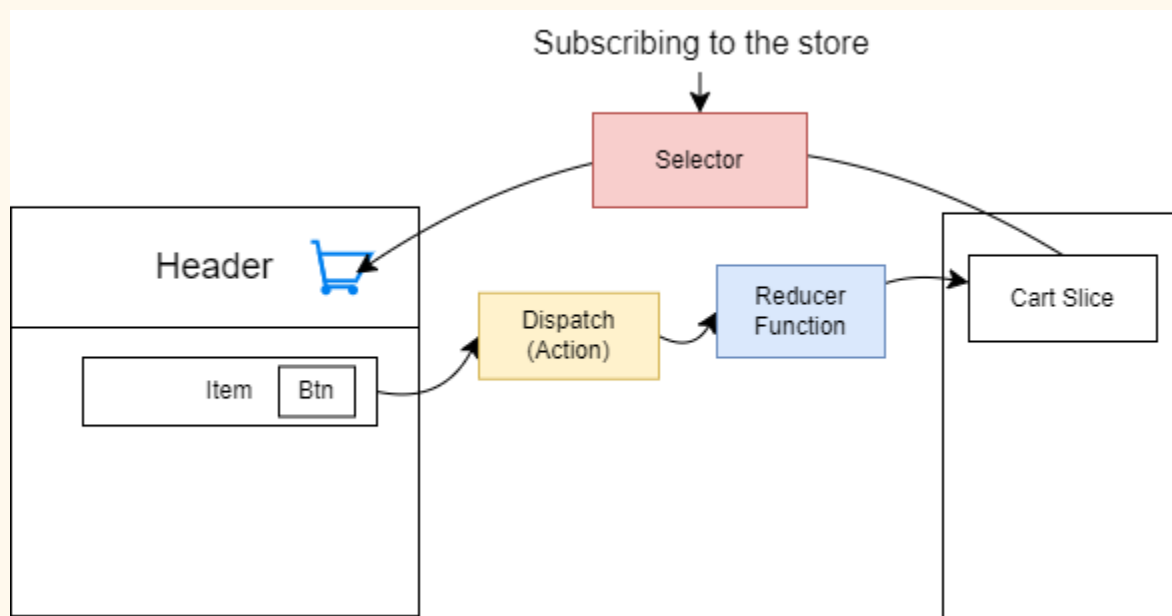 Subscribing to the store
Selector
Header
Reducer
Function
Cart Slice
Dispatch
(Action)
Item
Btn